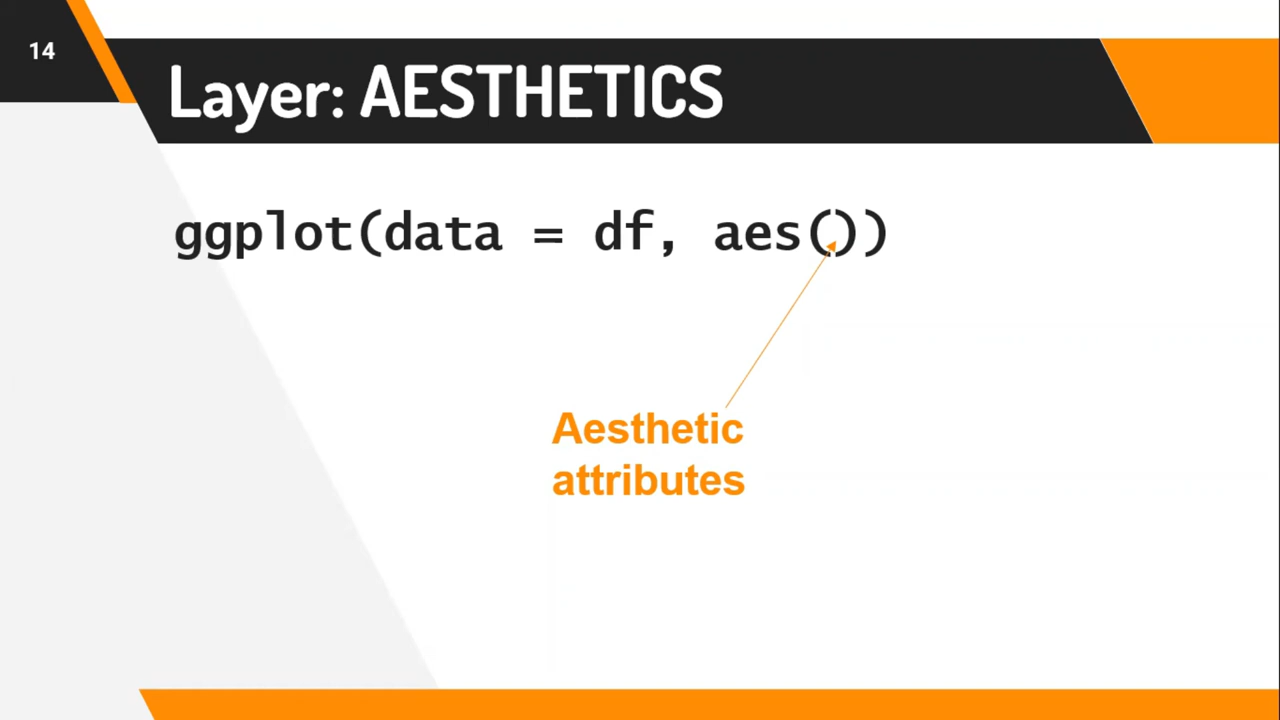 14
Layer: AESTHETICS
ggplot(data = df, aes())
Aesthetic
attributes